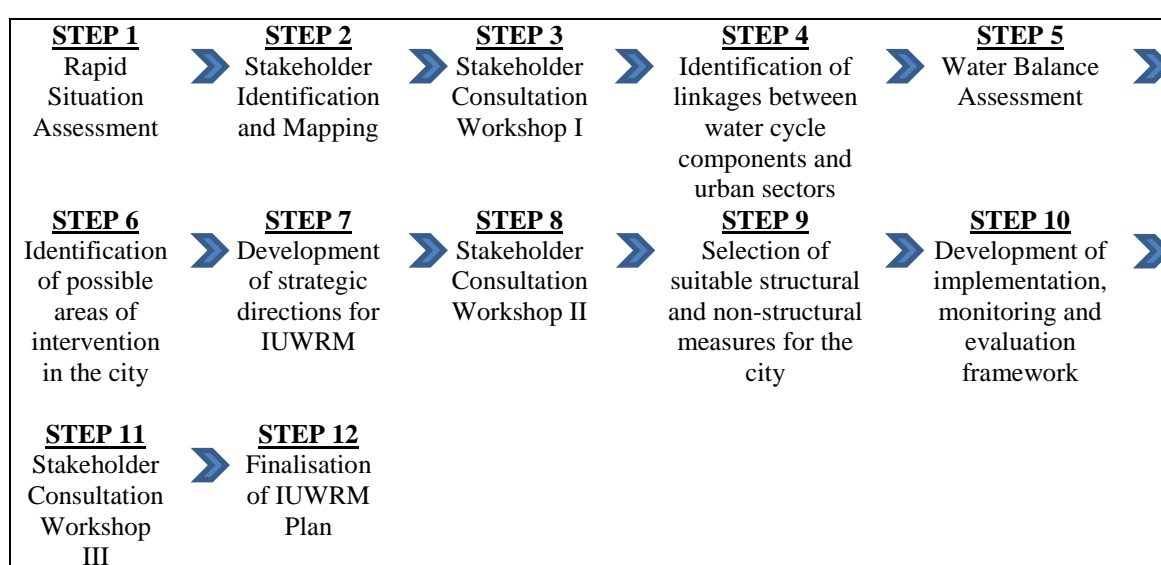 STEP 1
Rapid
Situation
Assessment
STEP 2
Stakeholder
Identification
and Mapping
STEP 3
Stakeholder
Consultation
Workshop I
STEP 4
Identification of
linkages between
water cycle
components and
urban sectors
STEP 5
Water Balance
Assessment
STEP 6
Identification
of possible
areas of
intervention
in the city
STEP 7
Development
of strategic
directions for
IUWRM
STEP 8
Stakeholder
Consultation
Workshop II
STEP 9
Selection of
suitable structural
and non-structural
measures for the
city
STEP 10
Development of
implementation,
monitoring and
evaluation
framework
STEP 11
Stakeholder
Consultation
Workshop
III
STEP 12
Finalisation
of IUWRM
Plan